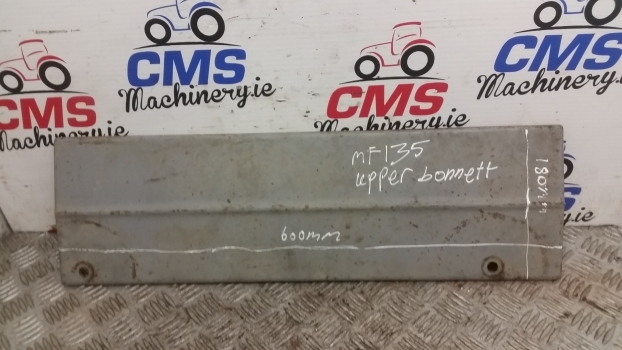 CMS
Machinery.ie
CMS
Machinery.ie
CMS
Machinery.ie
CMS
Machinery.ie
MF135
upper bonnett
180mm
600mm